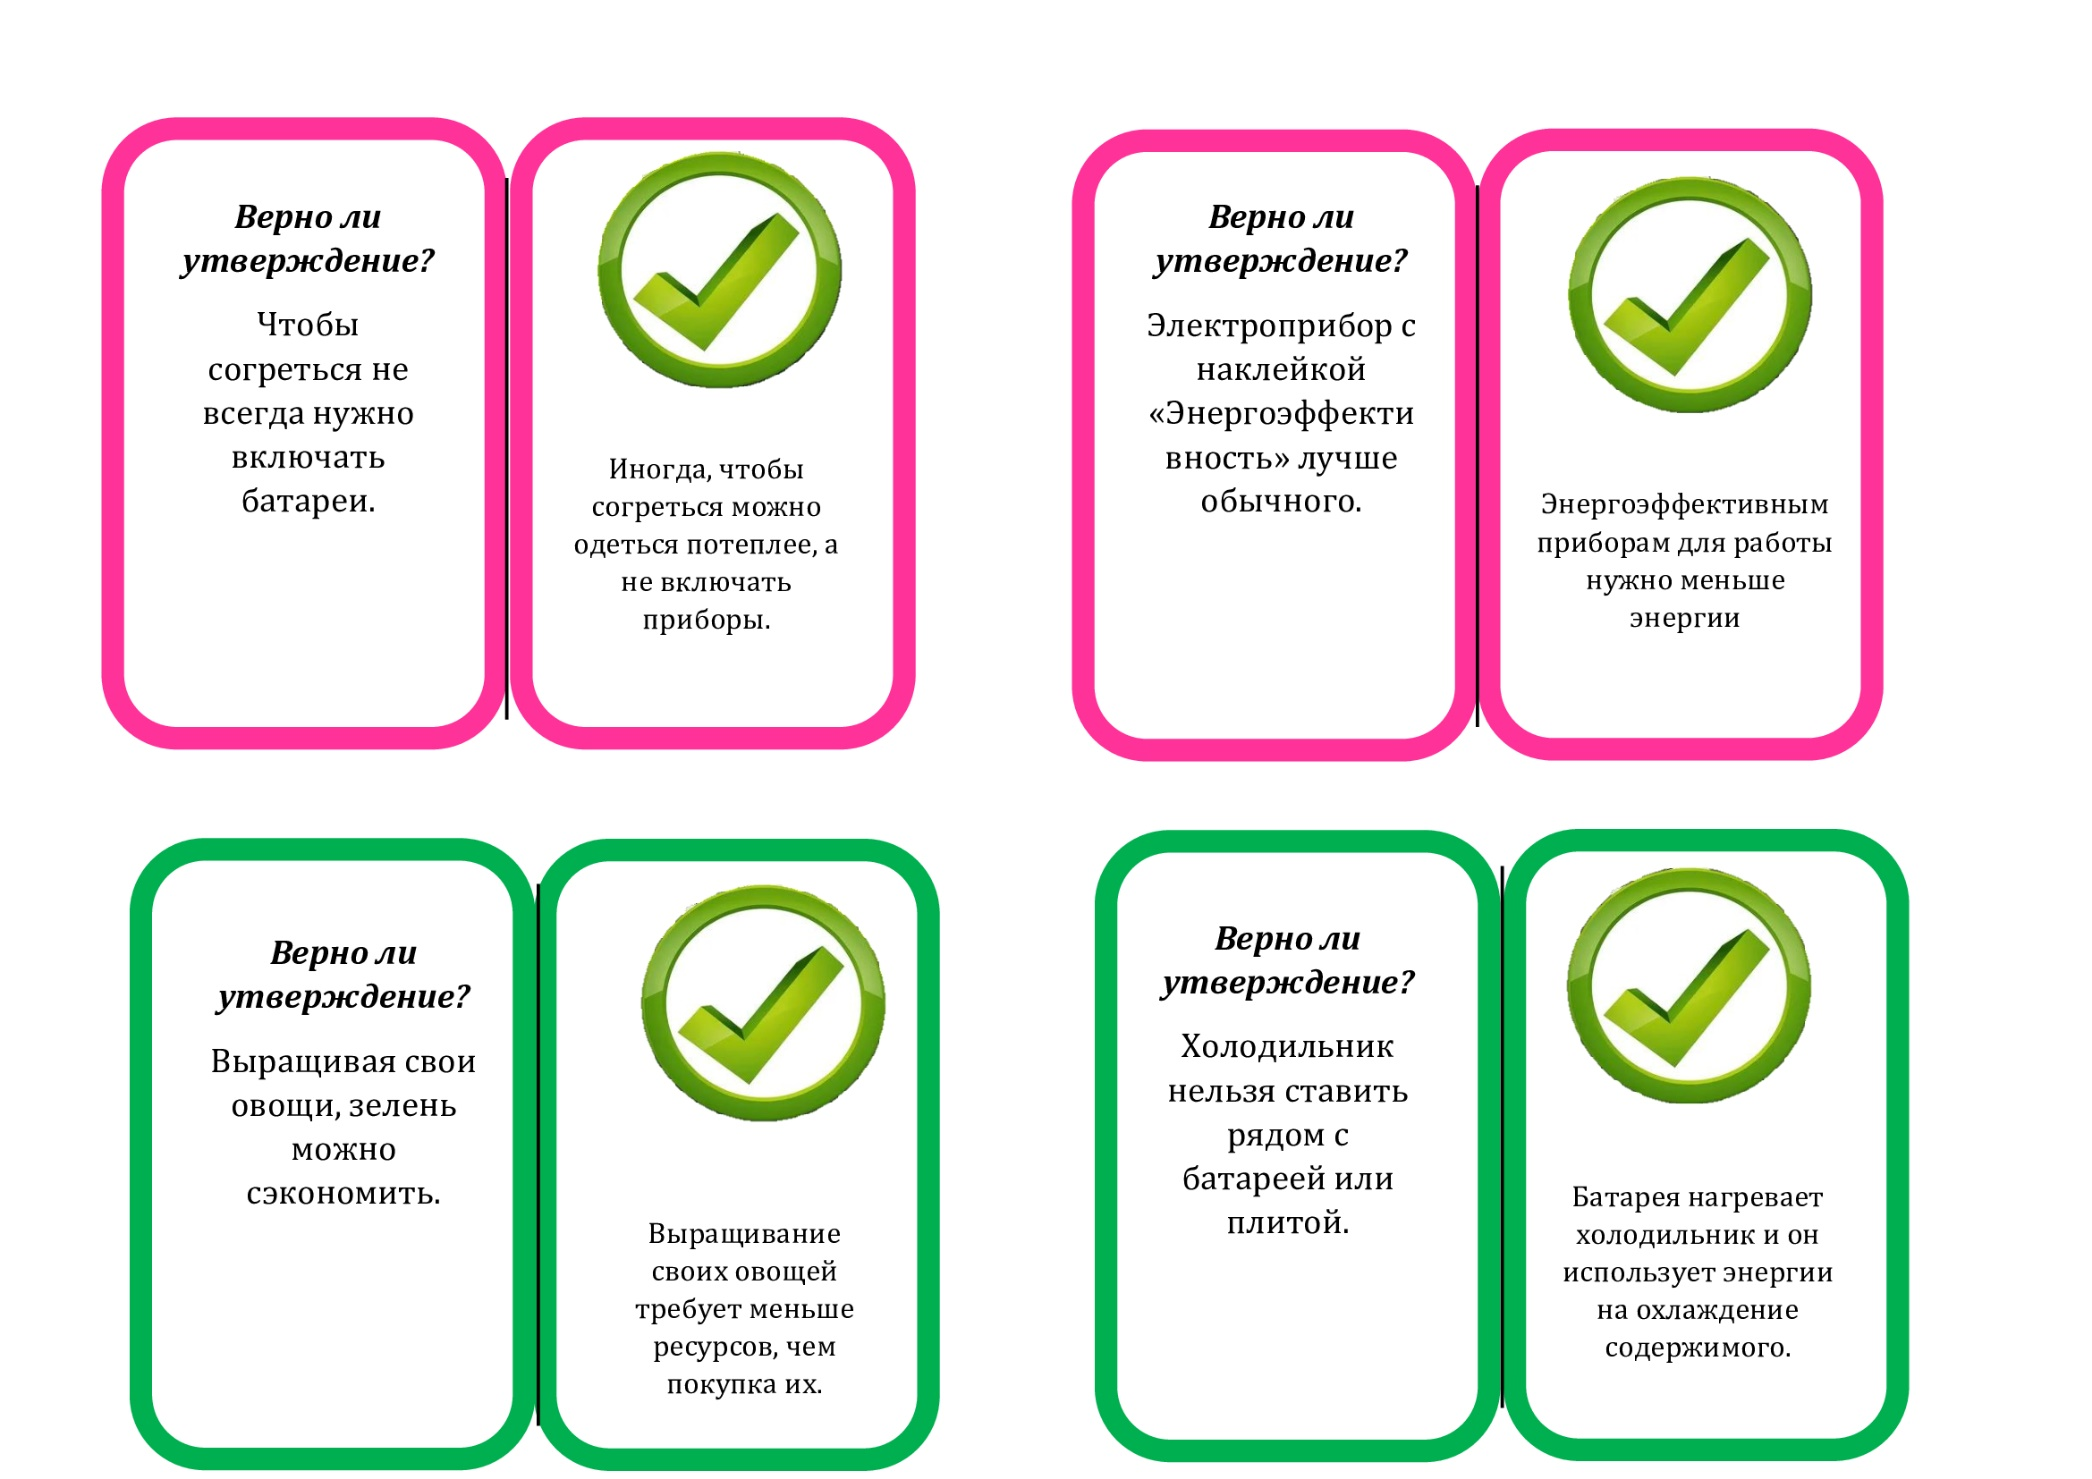 Верно ли
утверждение?
Чтобы
согреться не
всегда нужно
включать
батареи.
Иногда, чтобы
согреться можно
одеться потеплее, а
не включать
приборы.
Верно ли
утверждение?
Электроприбор с
наклейкой
«Энергоэффекти
вность» лучше
обычного.
Энергоэффективным
приборам для работы
нужно меньше
энергии
Верно ли
утверждение?
Выращивая свои
овощи, зелень
можно
сэкономить.
Выращивание
своих овощей
требует меньше
ресурсов, чем
покупка их.
Верно ли
утверждение?
Холодильник
нельзя ставить
рядом с
батареей или
плитой.
Батарея нагревает
холодильник и он
использует энергии
на охлаждение
содержимого.